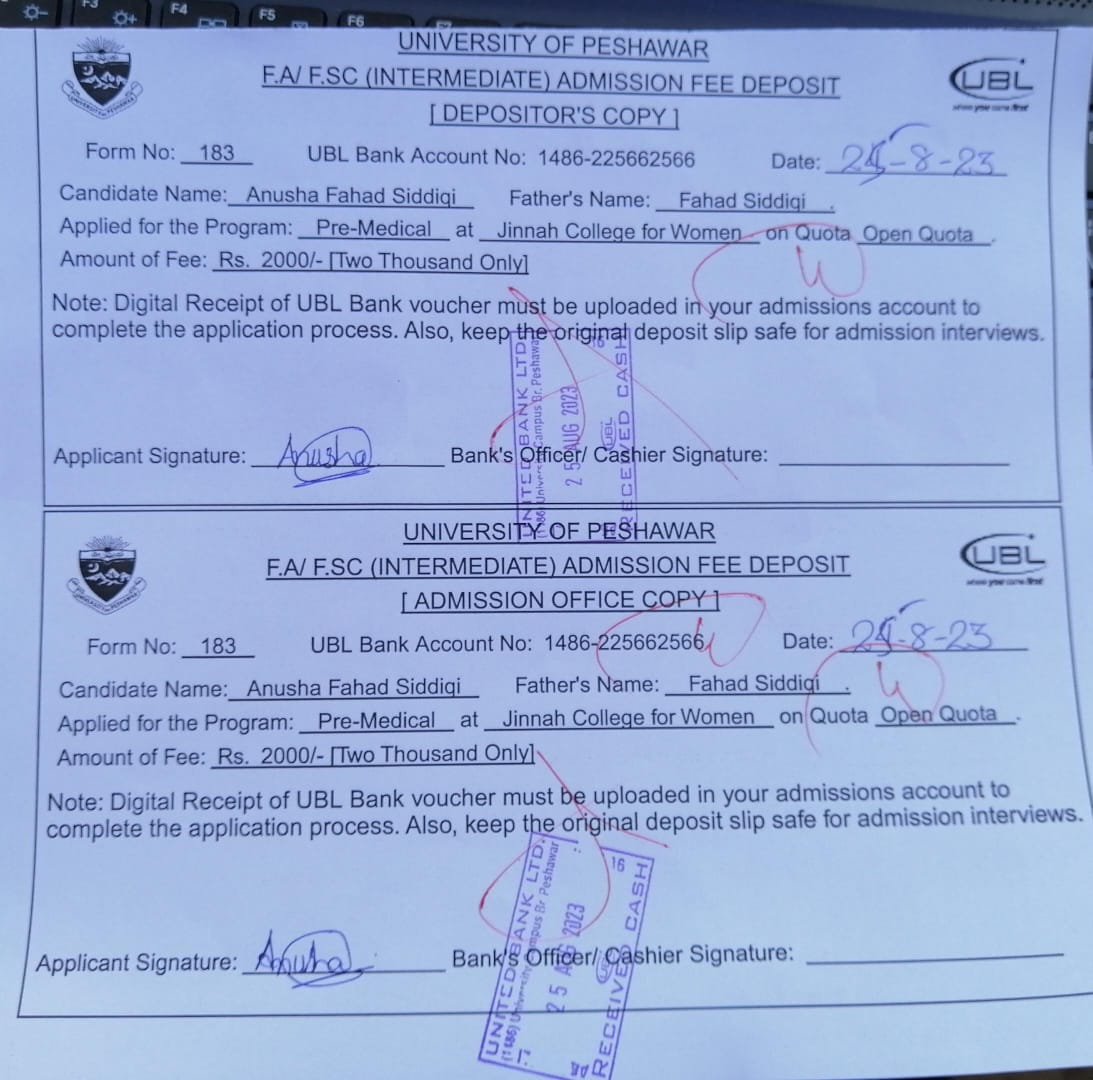 F3 F4 F5 F6
UNIVERSITY OF PESHAWAR
F.A/ F.SC (INTERMEDIATE) ADMISSION FEE DEPOSIT
UBL
where you come first
[ DEPOSITOR'S COPY ]
Form No: 183 UBL Bank Account No: 1486-225662566 Date: 25-8-23
Candidate Name: Anusha Fahad Siddiqi Father's Name: Fahad Siddiqi .
Applied for the Program: Pre-Medical at Jinnah College for Women on Quota Open Quota .
Amount of Fee: Rs. 2000/- [Two Thousand Only]
Note: Digital Receipt of UBL Bank voucher must be uploaded in your admissions account to
complete the application process. Also, keep the original deposit slip safe for admission interviews.
UNITED BANK LTD.
(1486) University Campus Br. Peshawar
25 AUG 2023
16
UBL
RECEIVED CASH
Applicant Signature: Anusha Bank's Officer/ Cashier Signature:
UNIVERSITY OF PESHAWAR
F.A/ F.SC (INTERMEDIATE) ADMISSION FEE DEPOSIT
UBL
where you come first
[ ADMISSION OFFICE COPY ]
Form No: 183 UBL Bank Account No: 1486-225662566 Date: 25-8-23
Candidate Name: Anusha Fahad Siddiqi Father's Name: Fahad Siddiqi .
Applied for the Program: Pre-Medical at Jinnah College for Women on Quota Open Quota .
Amount of Fee: Rs. 2000/- [Two Thousand Only]
Note: Digital Receipt of UBL Bank voucher must be uploaded in your admissions account to
complete the application process. Also, keep the original deposit slip safe for admission interviews.
UNITED BANK LTD.
(1486) University Campus Br Peshawar
25 AUG 2023
16
UBL
RECEIVED CASH
Applicant Signature: Anusha Bank's Officer/ Cashier Signature: